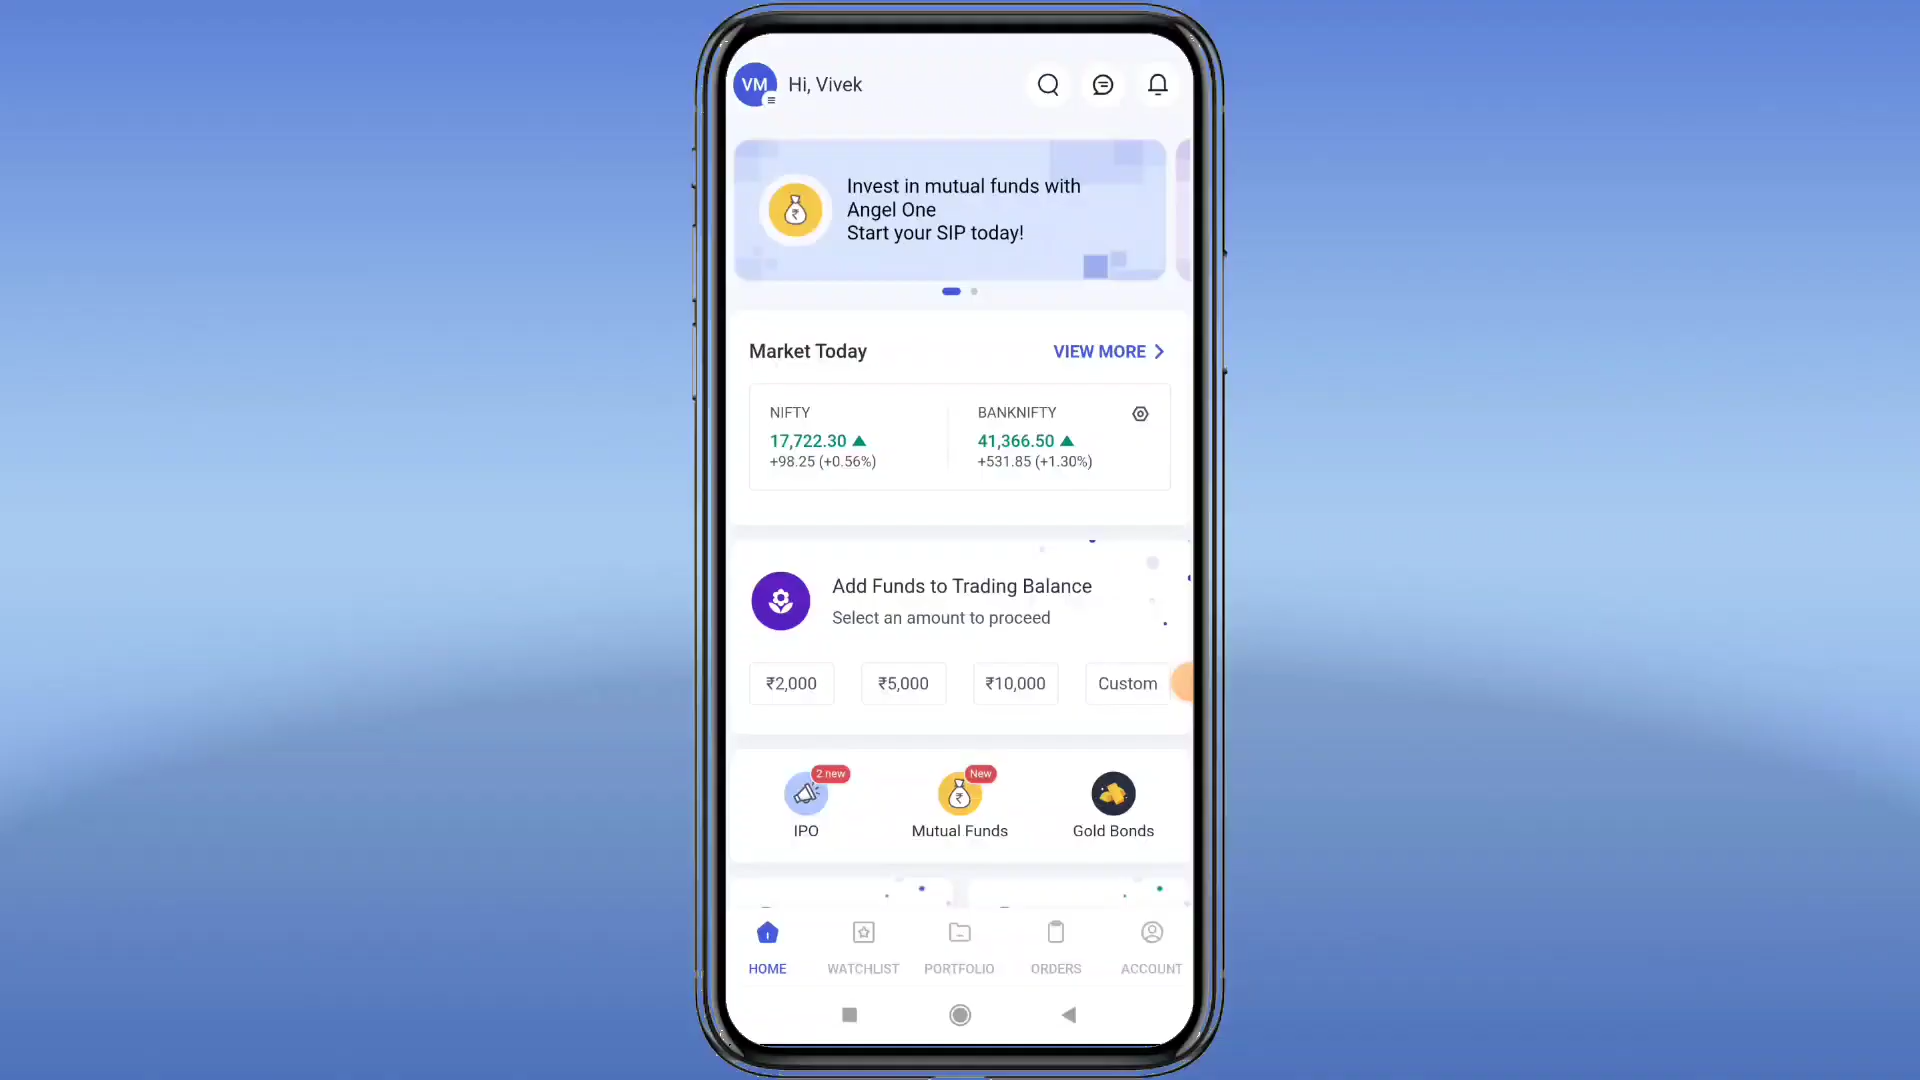 VM
Hi, Vivek
Invest in mutual funds with
Angel One
Start your SIP today!
Market Today
VIEW MORE
NIFTY
17,722.30
+98.25 (+0.56%)
BANKNIFTY
41,366.50
+531.85 (+1.30%)
Add Funds to Trading Balance
Select an amount to proceed
₹2,000
₹5,000
₹10,000
Custom
2 new
IPO
New
₹
Mutual Funds
Gold Bonds
HOME
WATCHLIST
PORTFOLIO
ORDERS
ACCOUNT